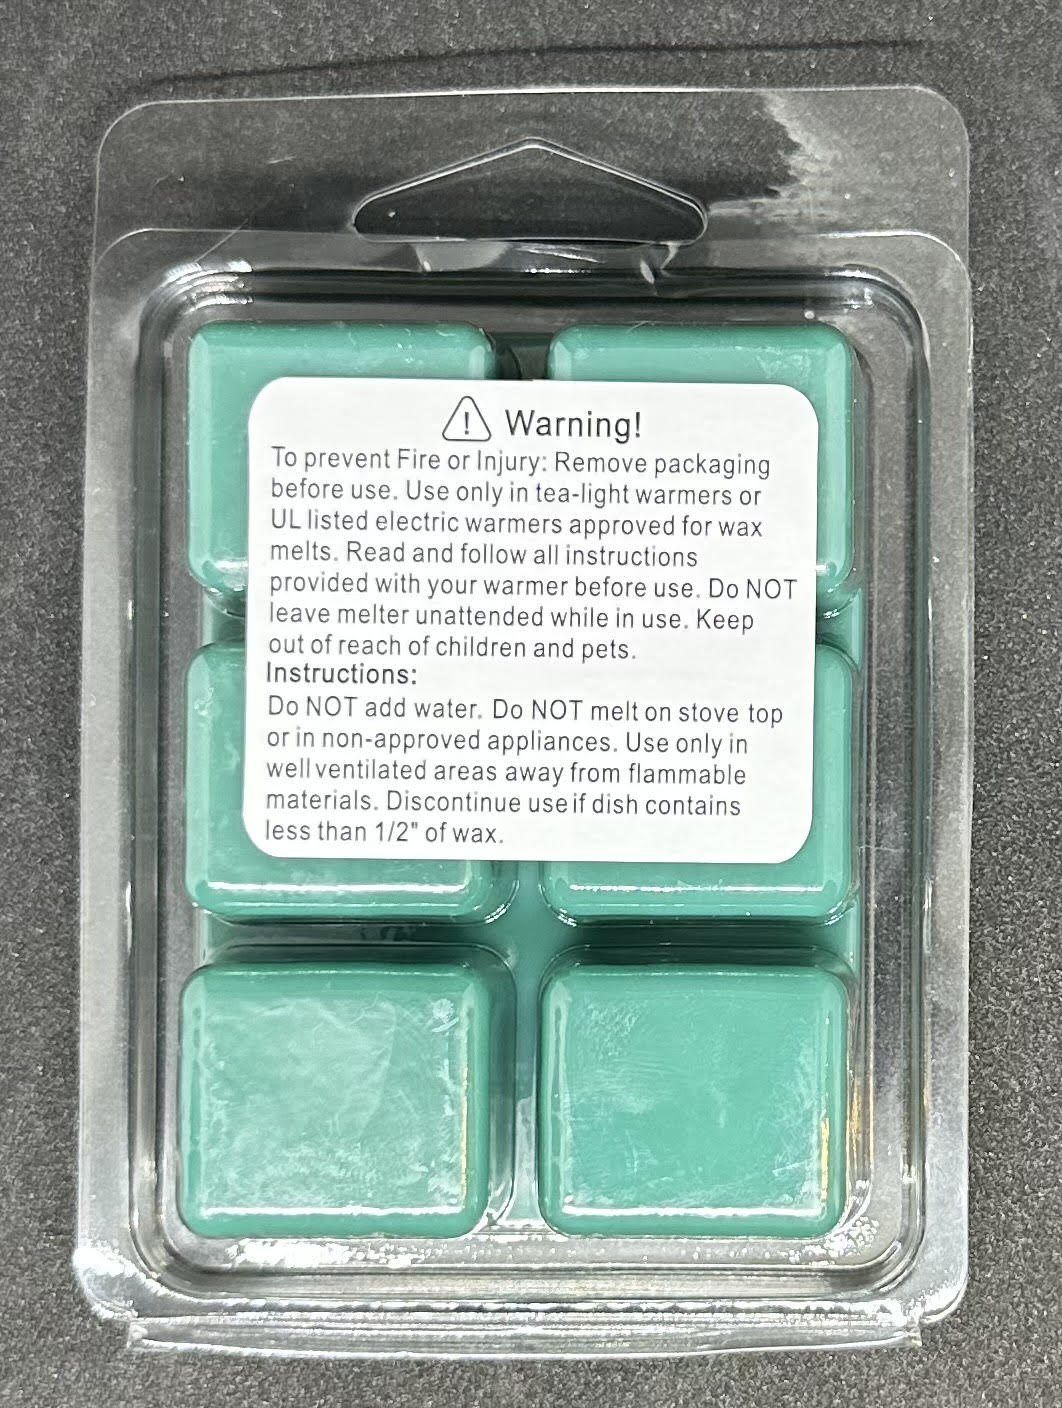 Warning!
To prevent Fire or Injury: Remove packaging
before use. Use only in tea-light warmers or
UL listed electric warmers approved for wax
melts. Read and follow all instructions
provided with your warmer before use. Do NOT
leave melter unattended while in use. Keep
out of reach of children and pets.
Instructions:
Do NOT add water. Do NOT melt on stove top
or in non-approved appliances. Use only in
well ventilated areas away from flammable
materials. Discontinue use if dish contains
less than 1/2" of wax.